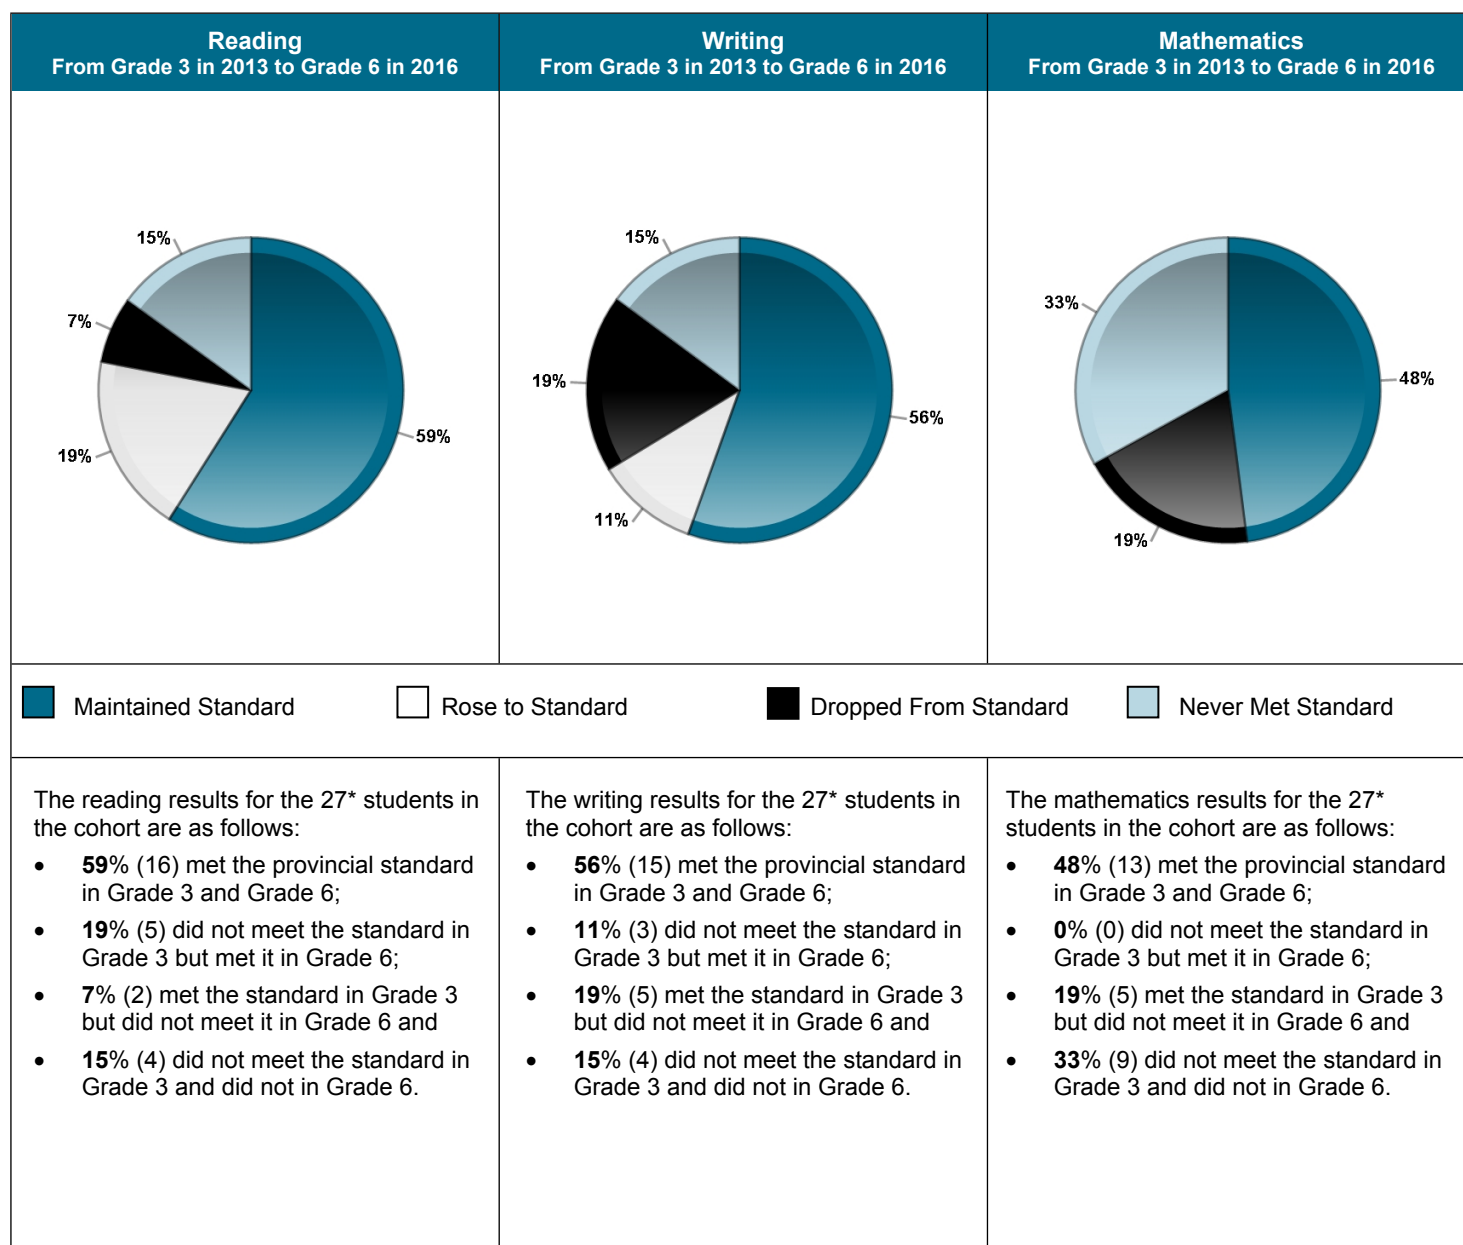 Reading
From Grade 3 in 2013 to Grade 6 in 2016
Writing
From Grade 3 in 2013 to Grade 6 in 2016
Mathematics
From Grade 3 in 2013 to Grade 6 in 2016
15%
7%
19%
59%
15%
19%
11%
56%
33%
48%
19%
Maintained Standard
Rose to Standard
Dropped From Standard
Never Met Standard
The reading results for the 27* students in
the cohort are as follows:
• 59% (16) met the provincial standard
in Grade 3 and Grade 6;
• 19% (5) did not meet the standard in
Grade 3 but met it in Grade 6;
• 7% (2) met the standard in Grade 3
but did not meet it in Grade 6 and
• 15% (4) did not meet the standard in
Grade 3 and did not in Grade 6.
The writing results for the 27* students in
the cohort are as follows:
• 56% (15) met the provincial standard
in Grade 3 and Grade 6;
• 11% (3) did not meet the standard in
Grade 3 but met it in Grade 6;
• 19% (5) met the standard in Grade 3
but did not meet it in Grade 6 and
• 15% (4) did not meet the standard in
Grade 3 and did not in Grade 6.
The mathematics results for the 27*
students in the cohort are as follows:
• 48% (13) met the provincial standard
in Grade 3 and Grade 6;
• 0% (0) did not meet the standard in
Grade 3 but met it in Grade 6;
• 19% (5) met the standard in Grade 3
but did not meet it in Grade 6 and
• 33% (9) did not meet the standard in
Grade 3 and did not in Grade 6.